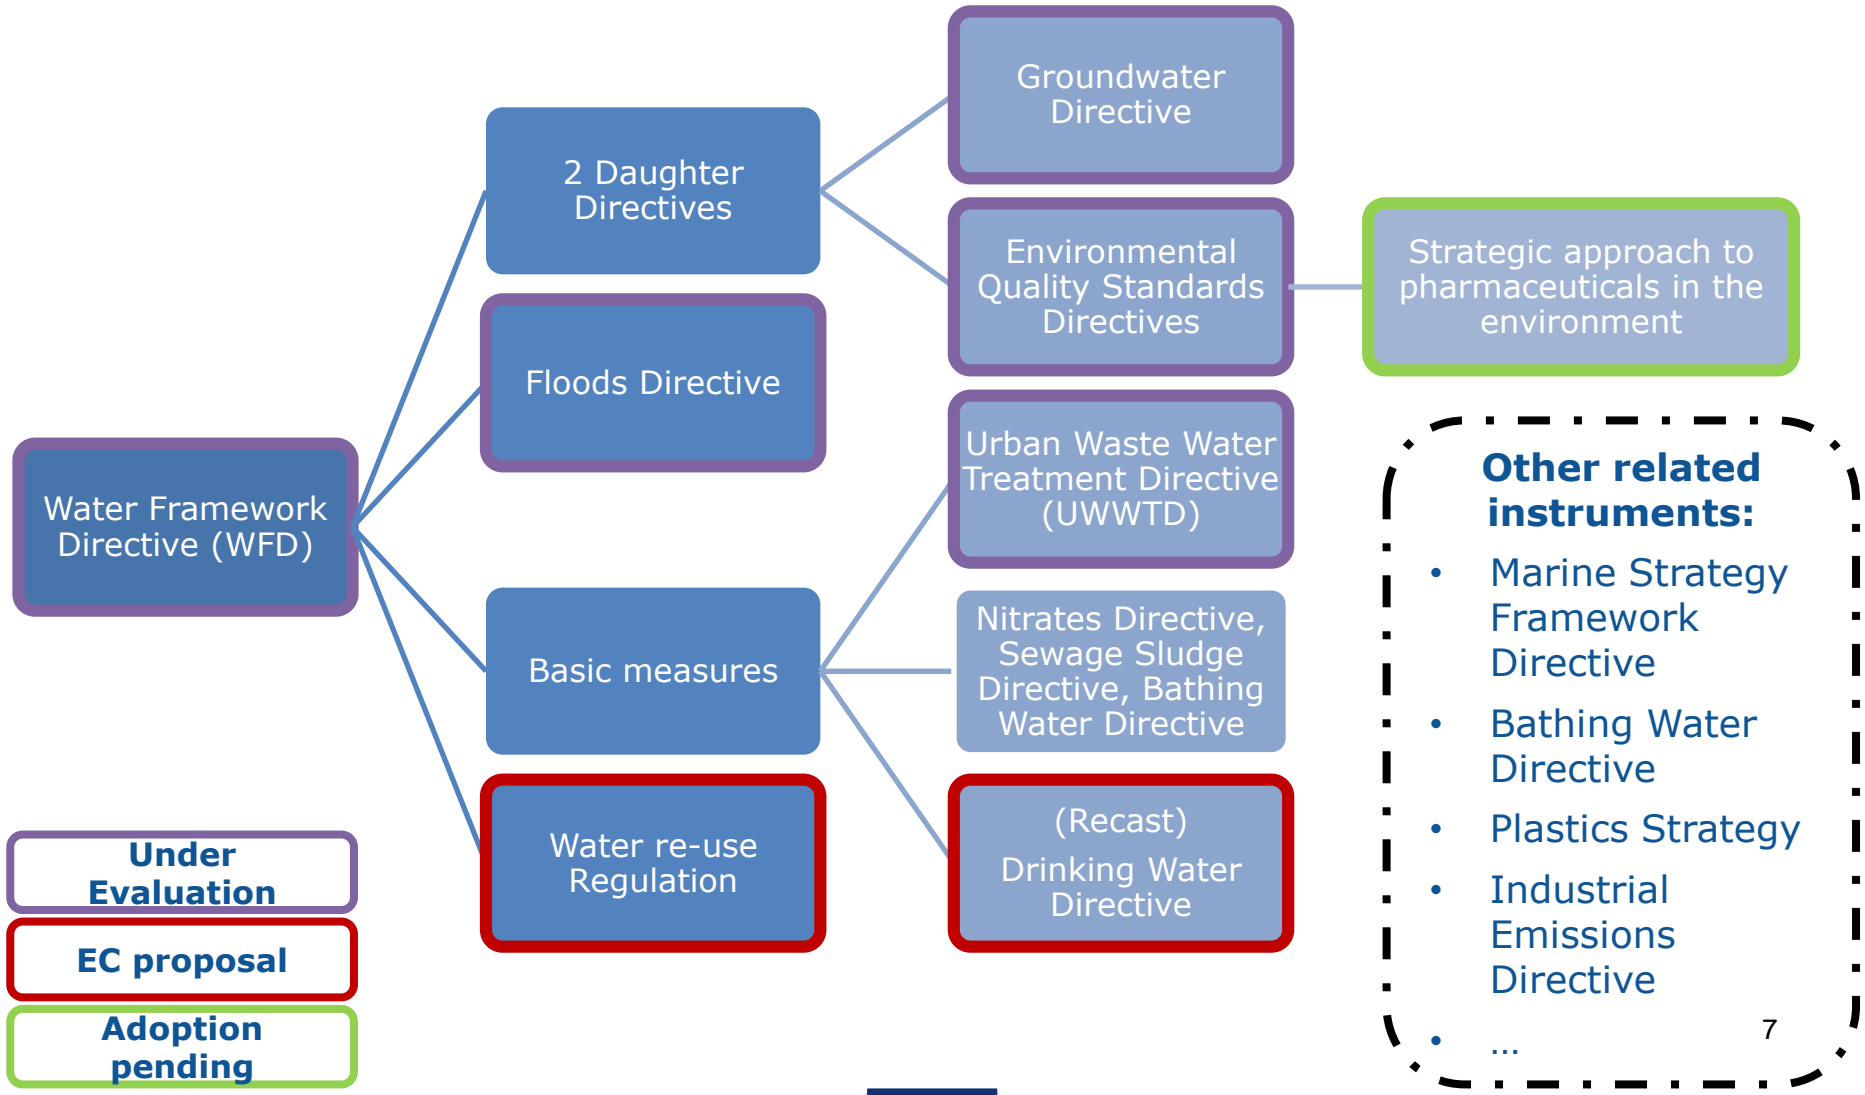 Water Framework
Directive (WFD)
2 Daughter
Directives
Floods Directive
Basic measures
Water re-use
Regulation
Groundwater
Directive
Environmental
Quality Standards
Directives
Urban Waste Water
Treatment Directive
(UWWTD)
Nitrates Directive,
Sewage Sludge
Directive, Bathing
Water Directive
(Recast)
Drinking Water
Directive
Strategic approach to
pharmaceuticals in the
environment
Other related
instruments:
• Marine Strategy
Framework
Directive
• Bathing Water
Directive
• Plastics Strategy
• Industrial
Emissions
Directive
• ...
7
Under
Evaluation
EC proposal
Adoption
pending